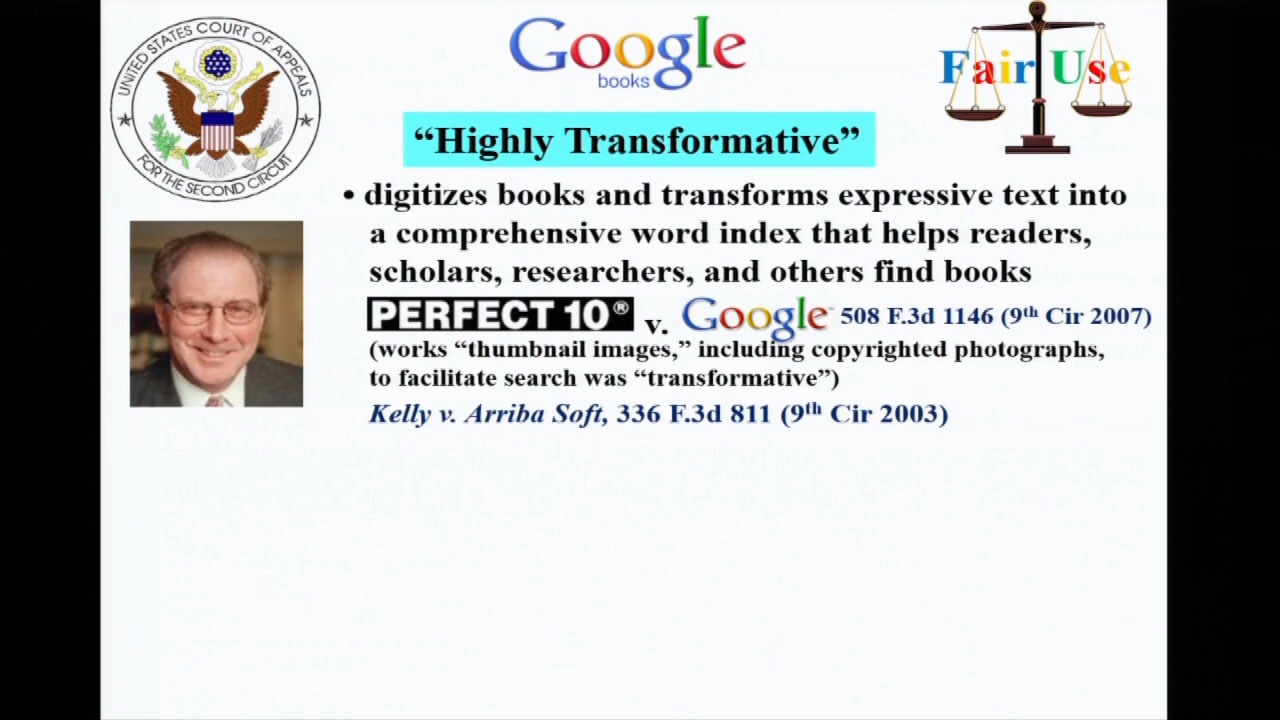 UNITED STATES COURT OF APPEALS
FOR THE SECOND CIRCUIT
Google
books
Fair Use
“Highly Transformative”
• digitizes books and transforms expressive text into
a comprehensive word index that helps readers,
scholars, researchers, and others find books
PERFECT 10® v. Google™ 508 F.3d 1146 (9th Cir 2007)
(works “thumbnail images,” including copyrighted photographs,
to facilitate search was “transformative”)
Kelly v. Arriba Soft, 336 F.3d 811 (9th Cir 2003)